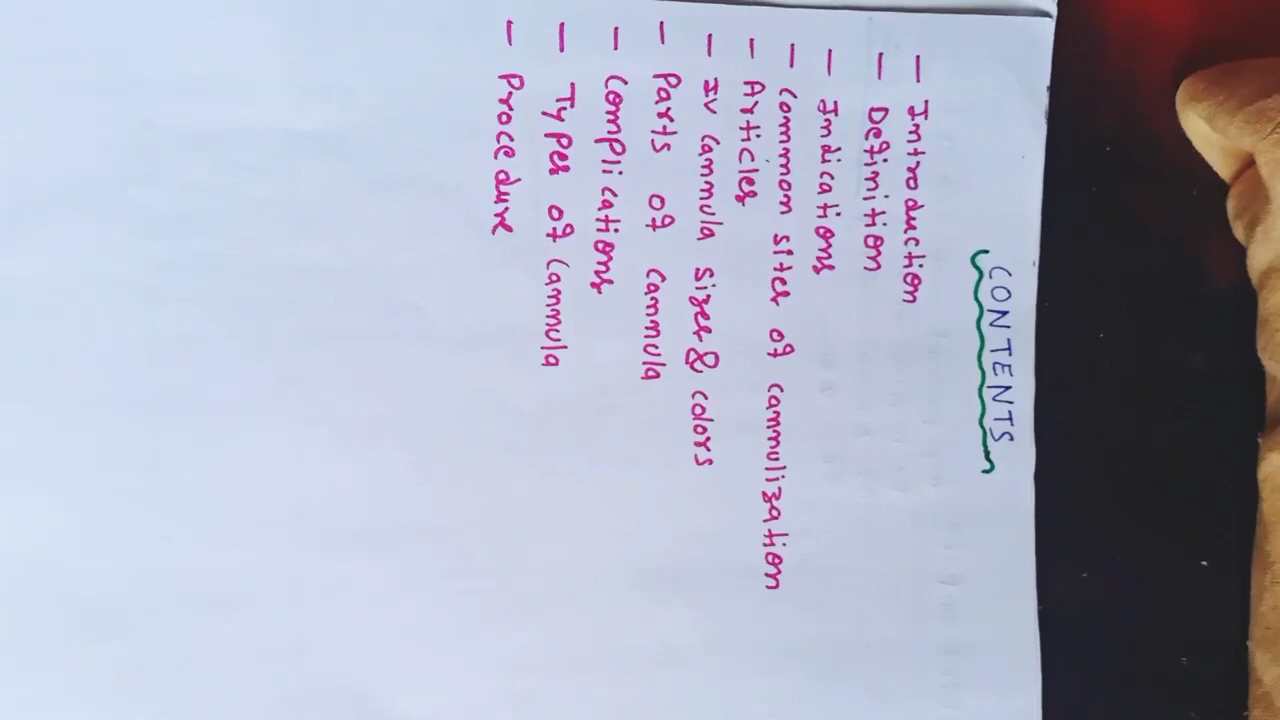 CONTENTS
- Introduction
- Definition
- Indications
- Common sites of cannulization
- Articles
- IV Cannula sizes & colors
- Parts of cannula
- Complications
- Types of Cannula
- Procedure